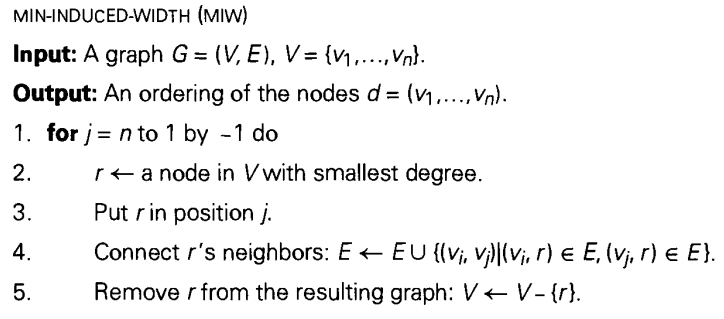 MIN-INDUCED-WIDTH (MIW)
Input: A graph G = (V, E), V = {v1,...,vn}.
Output: An ordering of the nodes d = (v1,...,vn).
1. for j = n to 1 by -1 do
2. r ← a node in V with smallest degree.
3. Put r in position j.
4. Connect r's neighbors: E ← E ∪ {(vi, vj)|(vi, r) ∈ E, (vj, r) ∈ E}.
5. Remove r from the resulting graph: V ← V – {r}.